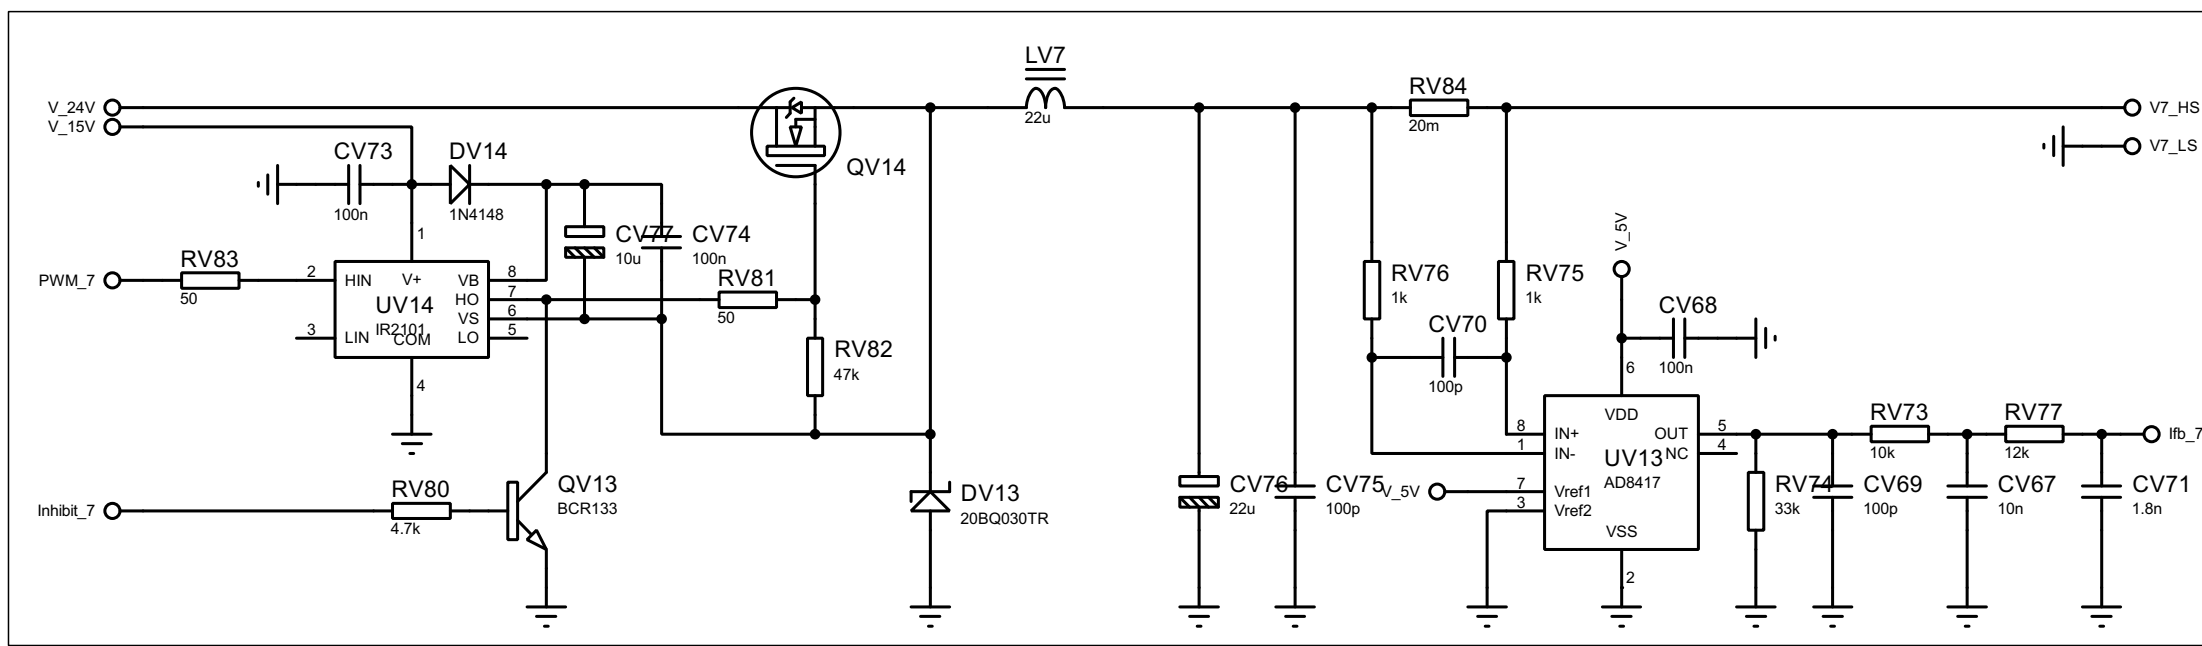 LV7
22u
RV84
20m
V_24V
V_15V
V7_HS
V7_LS
CV73
100n
DV14
1N4148
QV14
1
CV77
10u
CV74
100n
V_5V
PWM_7
RV83
50
2
HIN
V+
VB
8
HO
7
UV14
VS
6
IR2101
COM
3
LIN
LO
5
4
RV81
50
RV82
47k
RV76
1k
RV75
1k
CV70
100p
CV68
100n
6
VDD
8
IN+
OUT
5
1
IN-
NC
4
UV13
AD8417
V_5V
7
Vref1
3
Vref2
VSS
2
RV73
10k
RV77
12k
Ifb_7
Inhibit_7
RV80
4.7k
QV13
BCR133
DV13
20BQ030TR
CV76
22u
CV75
100p
RV74
33k
CV69
100p
CV67
10n
CV71
1.8n